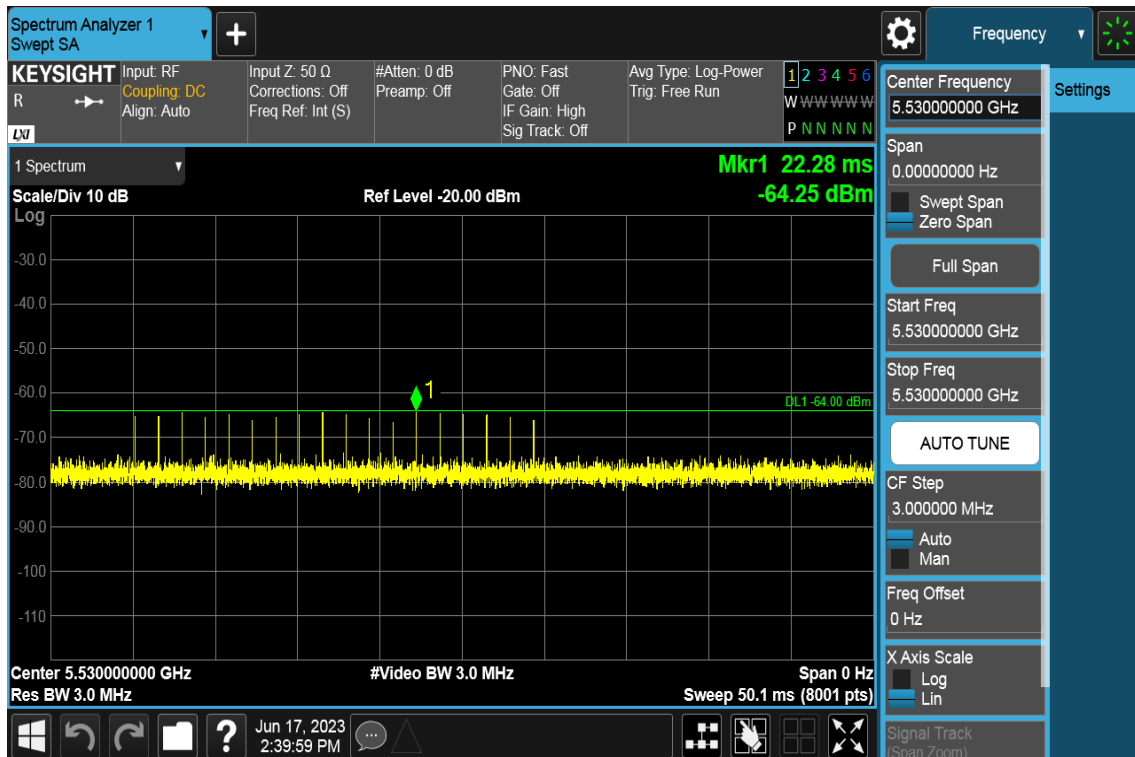 Spectrum Analyzer 1
Swept SA
+
Frequency
KEYSIGHT
R
LXI
Input: RF
Coupling: DC
Align: Auto
Input Z: 50 Ω
Corrections: Off
Freq Ref: Int (S)
#Atten: 0 dB
Preamp: Off
PNO: Fast
Gate: Off
IF Gain: High
Sig Track: Off
Avg Type: Log-Power
Trig: Free Run
1 2 3 4 5 6
W W W W W W
P N N N N N
1 Spectrum
Scale/Div 10 dB
Ref Level -20.00 dBm
Mkr1 22.28 ms
-64.25 dBm
Log
-30.0
-40.0
-50.0
-60.0
-70.0
-80.0
-90.0
-100
-110
1
DL1 -64.00 dBm
Center 5.530000000 GHz
#Video BW 3.0 MHz
Span 0 Hz
Res BW 3.0 MHz
Sweep 50.1 ms (8001 pts)
?
Jun 17, 2023
2:39:59 PM
Center Frequency
5.530000000 GHz
Settings
Span
0.00000000 Hz
Swept Span
Zero Span
Full Span
Start Freq
5.530000000 GHz
Stop Freq
5.530000000 GHz
AUTO TUNE
CF Step
3.000000 MHz
Auto
Man
Freq Offset
0 Hz
X Axis Scale
Log
Lin
Signal Track
(Span Zoom)